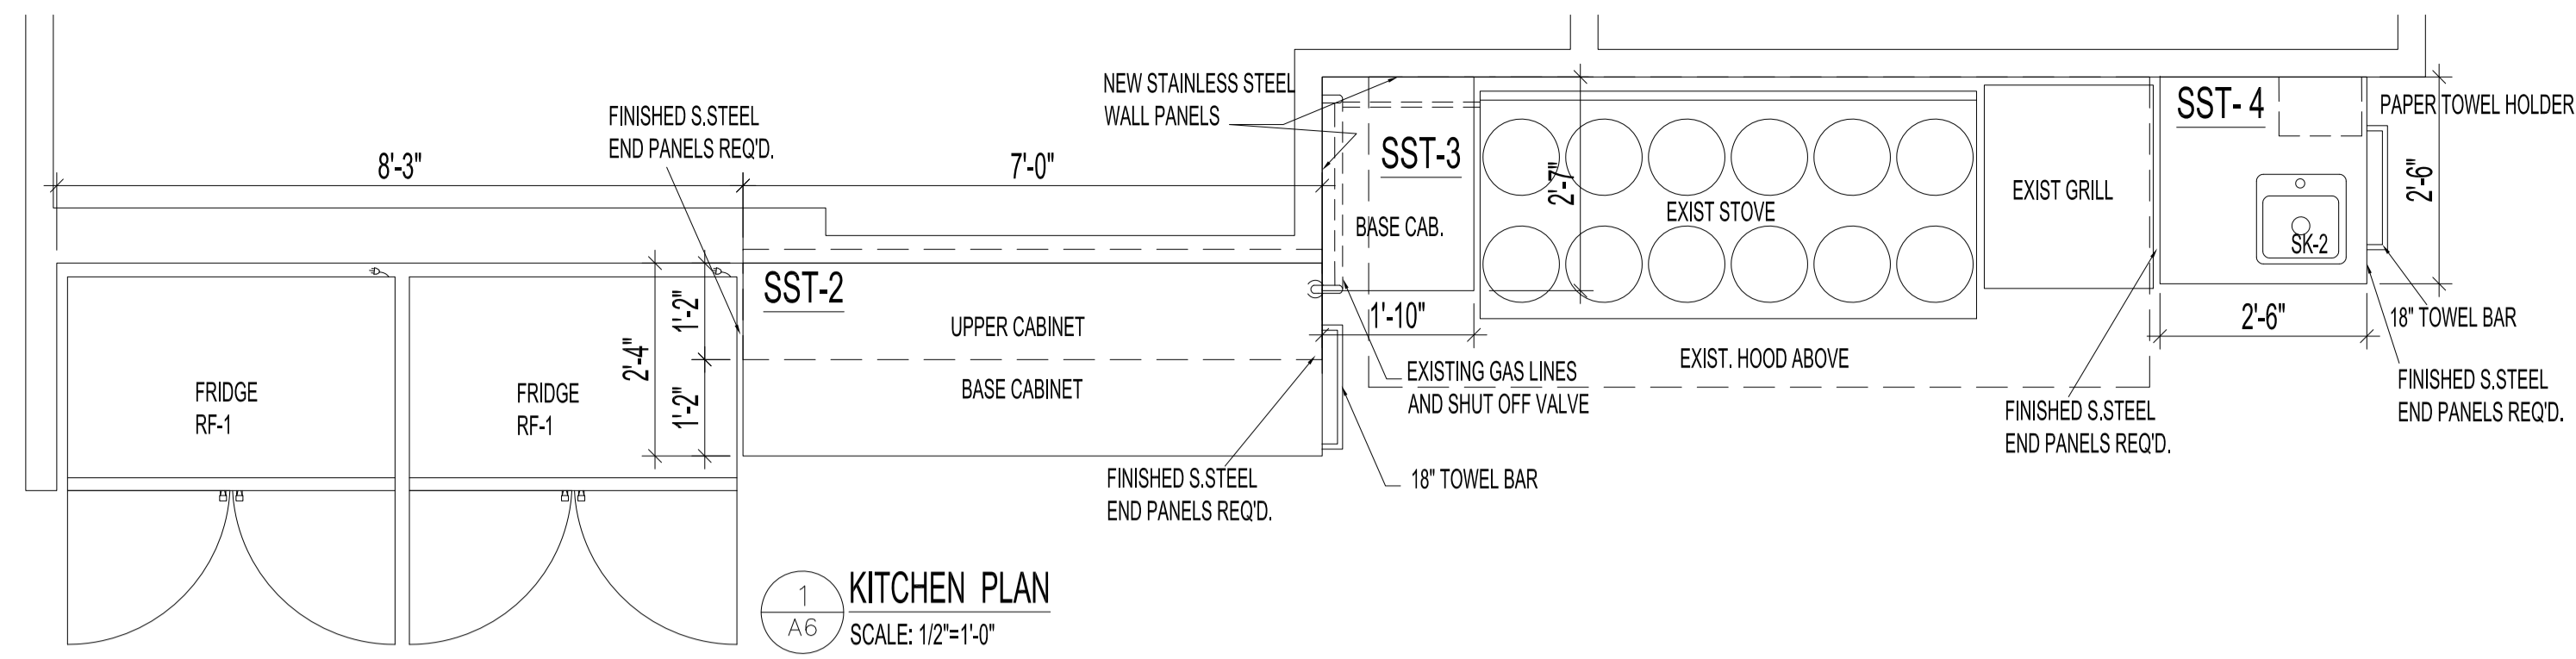 NEW STAINLESS STEEL
WALL PANELS
FINISHED S.STEEL
END PANELS REQ'D.
8'-3"
7'-0"
SST-3
BASE CAB.
2'-7"
EXIST STOVE
EXIST GRILL
SST- 4
PAPER TOWEL HOLDER
2'-6"
SK-2
SST-2
1'-2"
2'-4"
1'-2"
UPPER CABINET
BASE CABINET
1'-10"
2'-6"
18" TOWEL BAR
EXIST. HOOD ABOVE
EXISTING GAS LINES
AND SHUT OFF VALVE
FRIDGE
RF-1
FRIDGE
RF-1
FINISHED S.STEEL
END PANELS REQ'D.
FINISHED S.STEEL
END PANELS REQ'D.
FINISHED S.STEEL
END PANELS REQ'D.
18" TOWEL BAR
1
A6
KITCHEN PLAN
SCALE: 1/2"=1'-0"